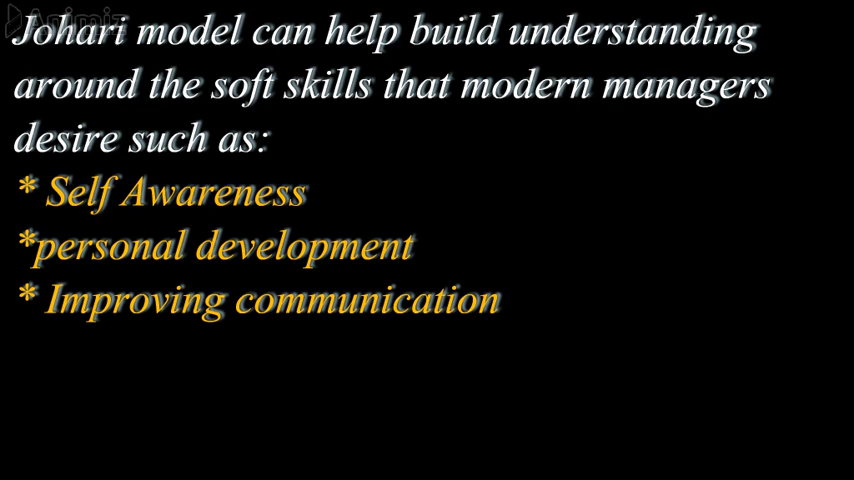 Animiz
Johari model can help build understanding
around the soft skills that modern managers
desire such as:
* Self Awareness
*personal development
* Improving communication